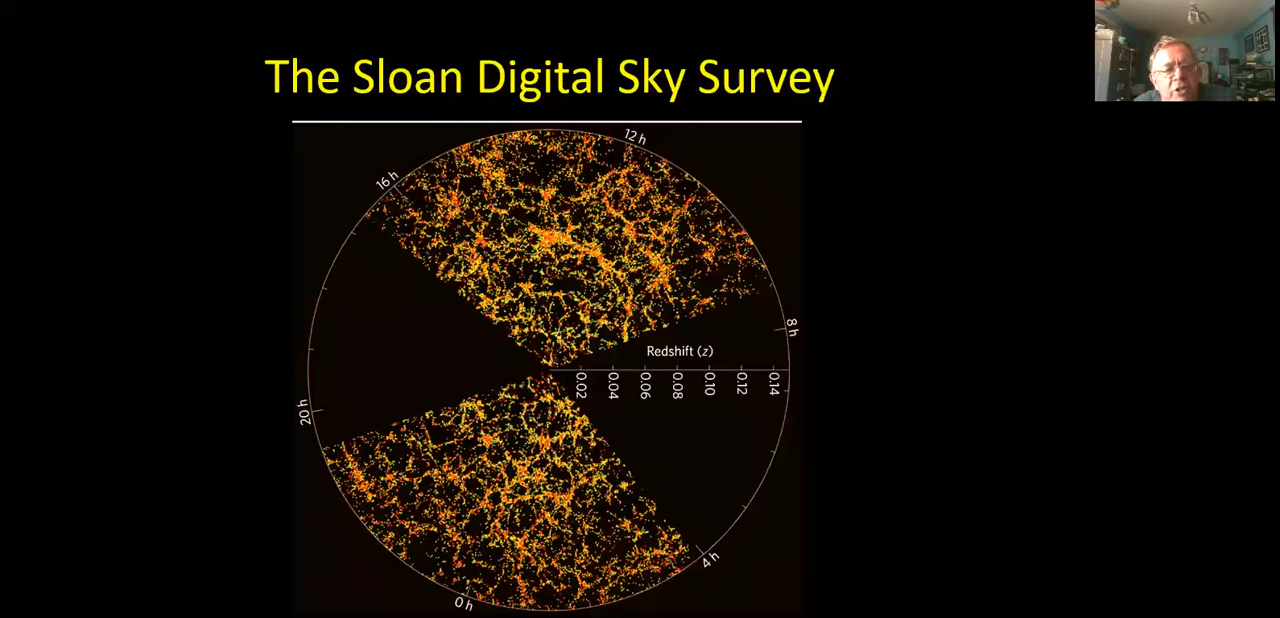 The Sloan Digital Sky Survey
12 h
16 h
8 h
Redshift (z)
0.02
0.04
0.06
0.08
0.10
0.12
0.14
20 h
4 h
0 h